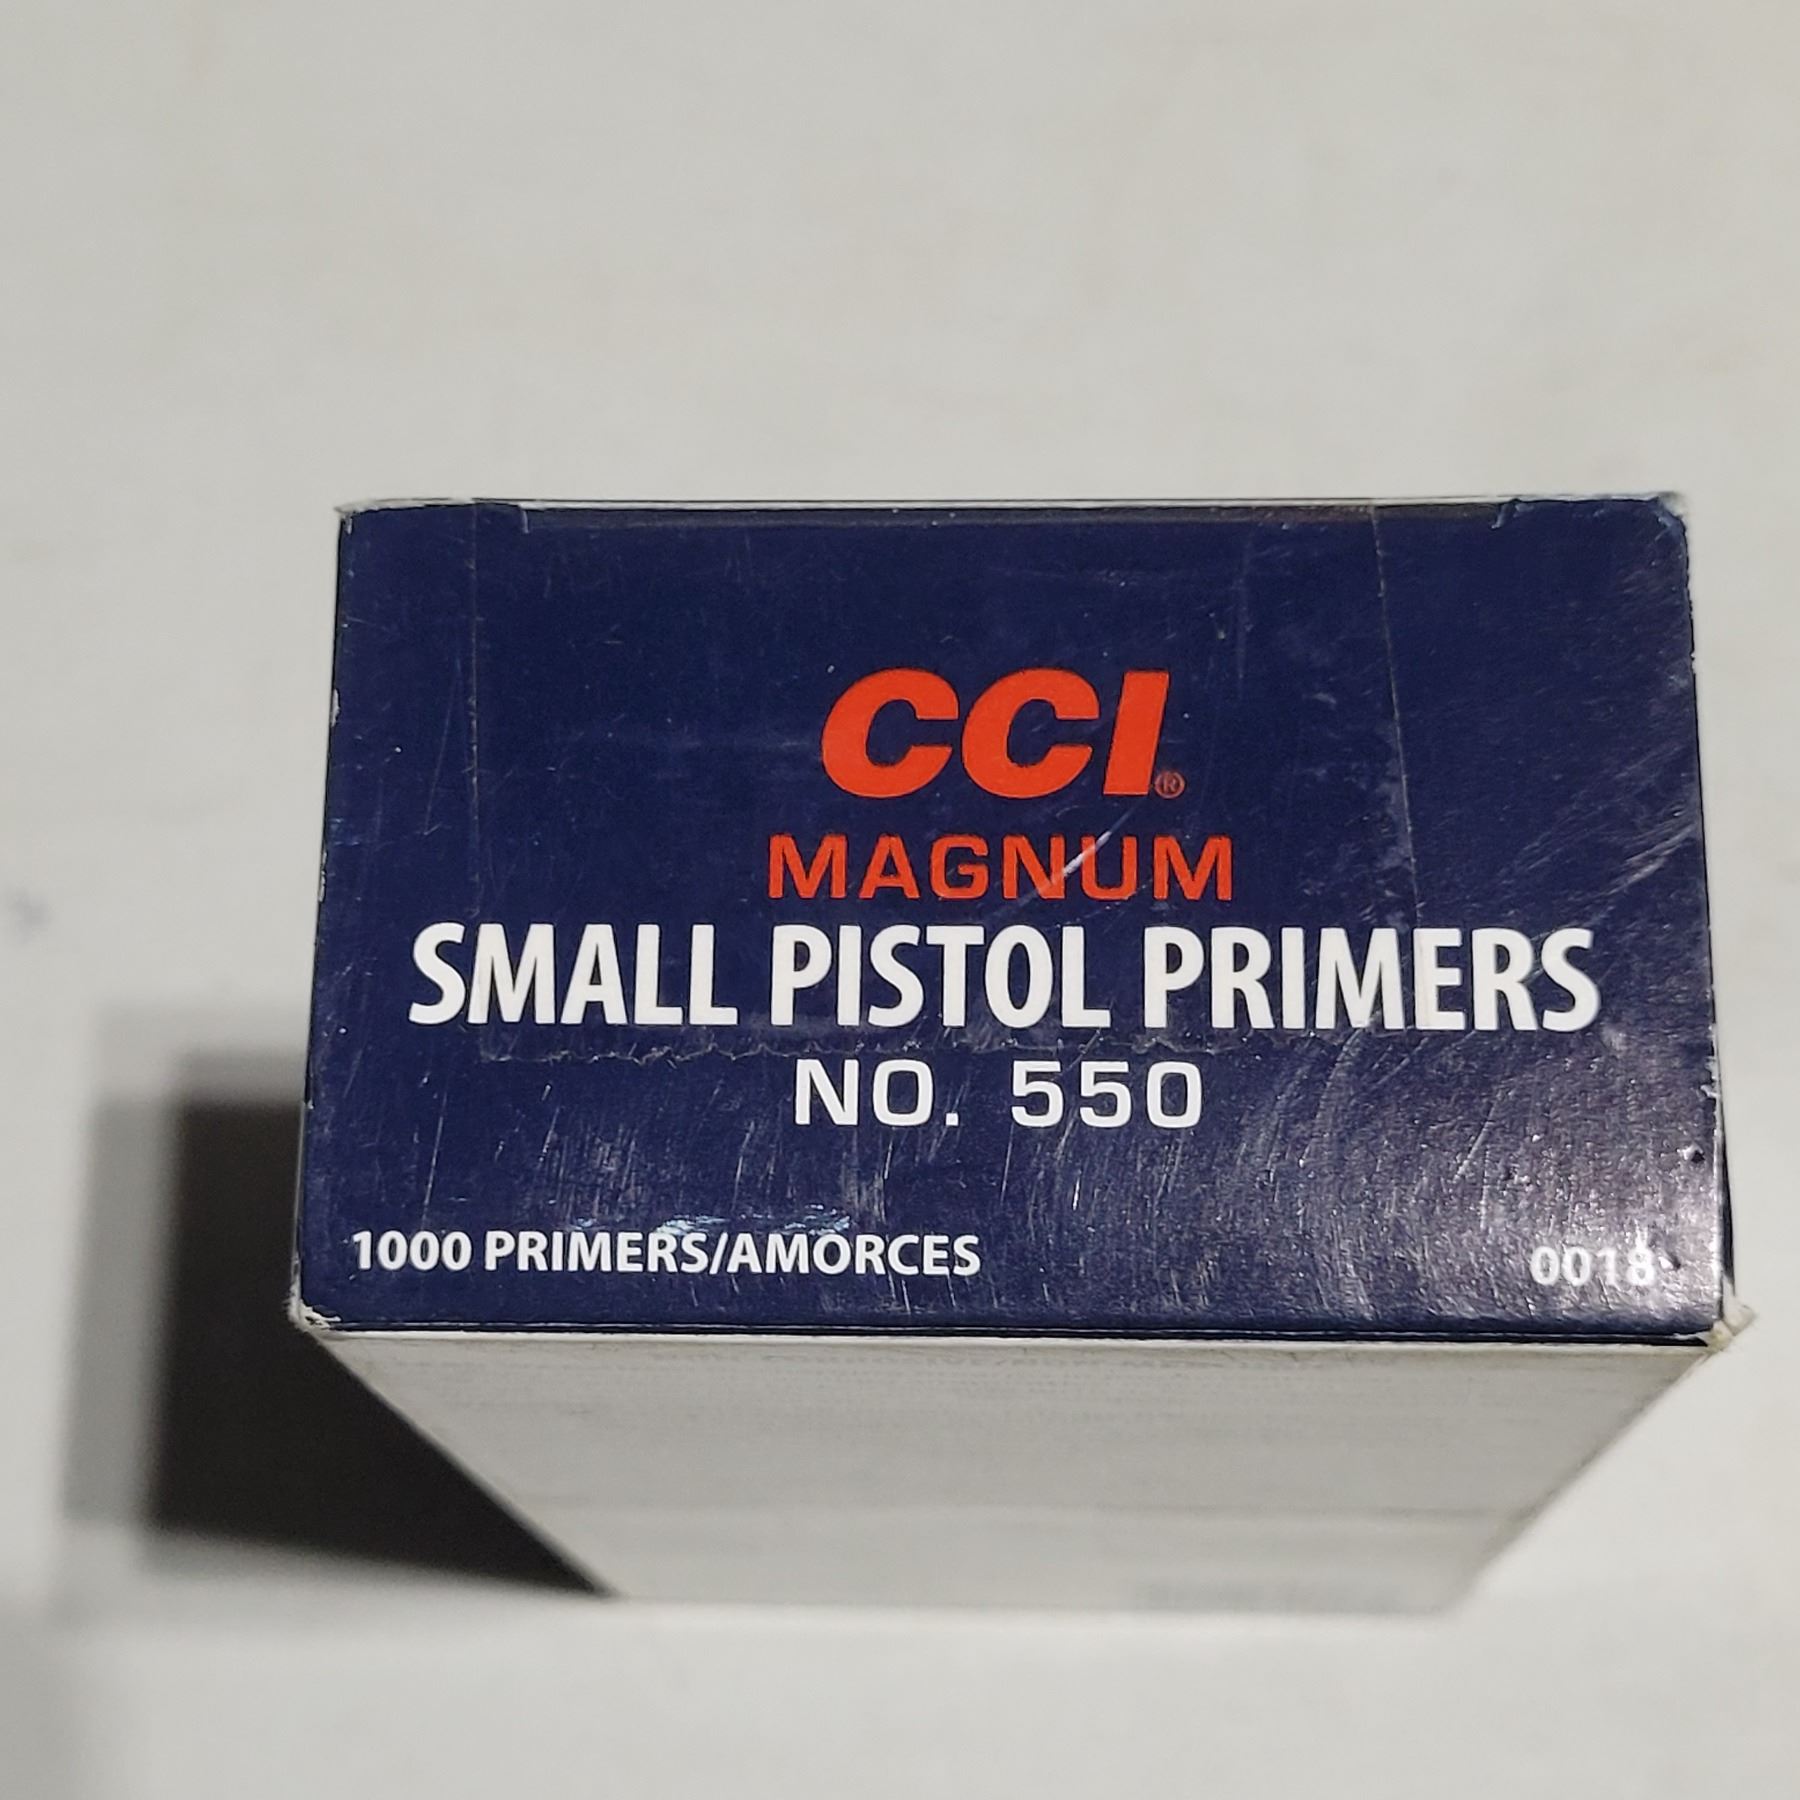 CCI®
MAGNUM
SMALL PISTOL PRIMERS
NO. 550
1000 PRIMERS/AMORCES
0018